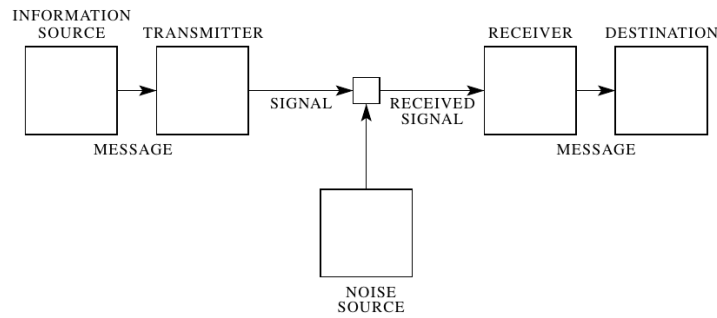 INFORMATION
SOURCE
TRANSMITTER
RECEIVER
DESTINATION
SIGNAL
RECEIVED
SIGNAL
MESSAGE
MESSAGE
NOISE
SOURCE